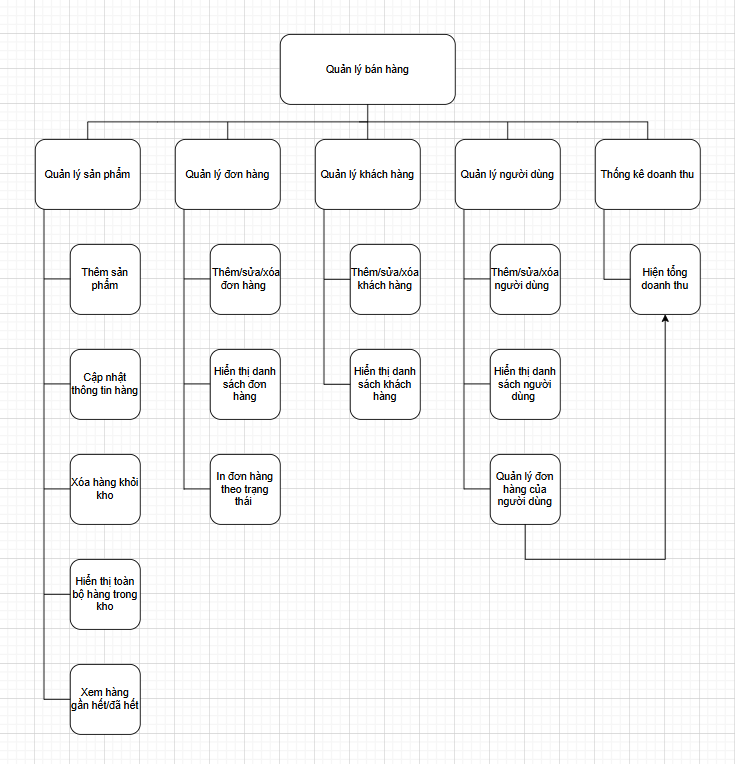 Quản lý bán hàng
Quản lý sản phẩm
Quản lý đơn hàng
Quản lý khách hàng
Quản lý người dùng
Thống kê doanh thu
Thêm sản
phẩm
Thêm/sửa/xóa
đơn hàng
Thêm/sửa/xóa
khách hàng
Thêm/sửa/xóa
người dùng
Hiện tổng
doanh thu
Cập nhật
thông tin hàng
Hiển thị danh
sách đơn
hàng
Hiển thị danh
sách khách
hàng
Hiển thị danh
sách người
dùng
Xóa hàng khỏi
kho
In đơn hàng
theo trạng
thái
Quản lý đơn
hàng của
người dùng
Hiển thị toàn
bộ hàng trong
kho
Xem hàng
gần hết/đã hết